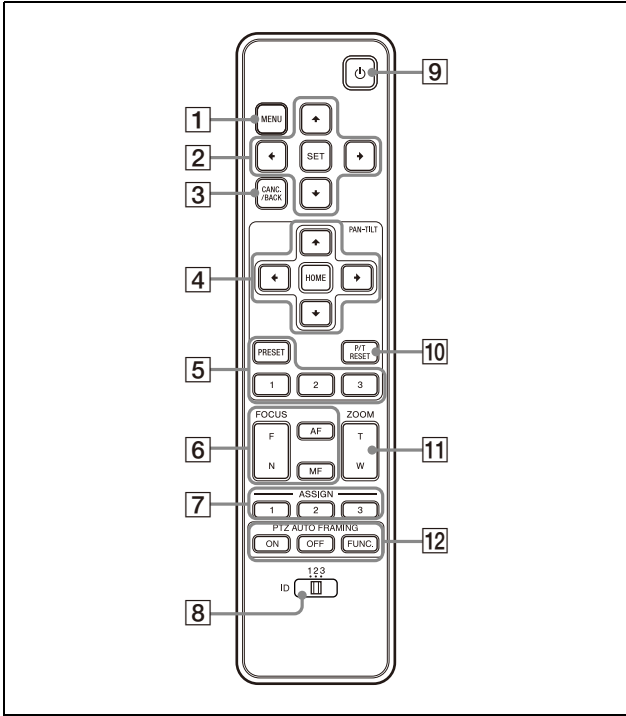 9
1 MENU
2 SET
3 CANC. /BACK
PAN-TILT
4 HOME
5 PRESET P/T RESET 10
1 2 3
FOCUS ZOOM
6 F AF T 11
N MF W
ASSIGN
7 1 2 3
PTZ AUTO FRAMING
ON OFF FUNC. 12
1 2 3
8 ID